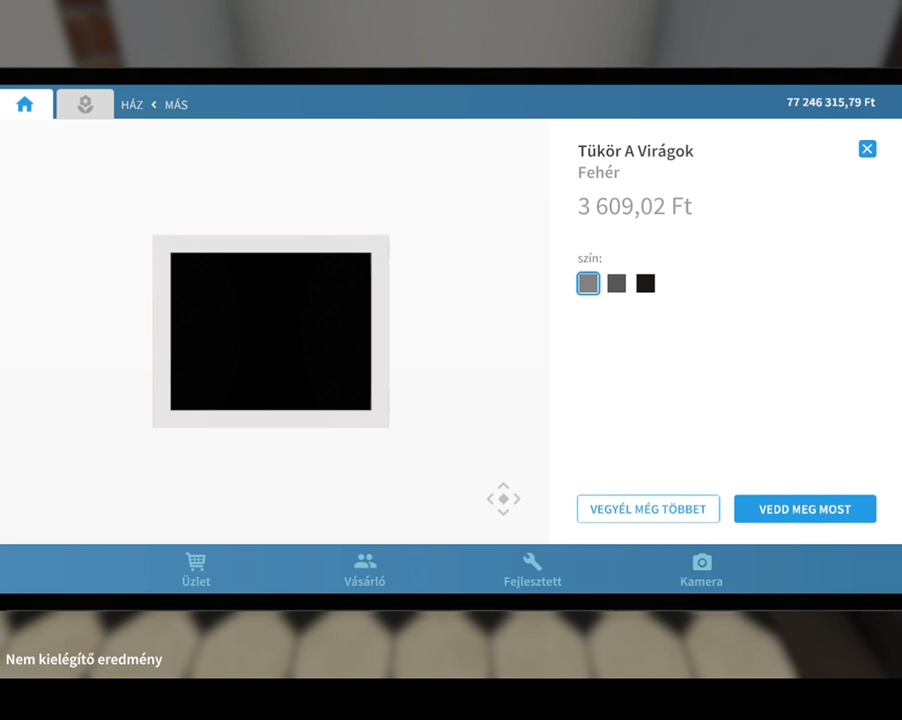 HÁZ < MÁS
77 246 315,79 Ft
Tükör A Virágok
Fehér
3 609,02 Ft
szín:
VEGYÉL MÉG TÖBBET
VEDD MEG MOST
Üzlet
Vásárló
Fejlesztett
Kamera
Nem kielégítő eredmény